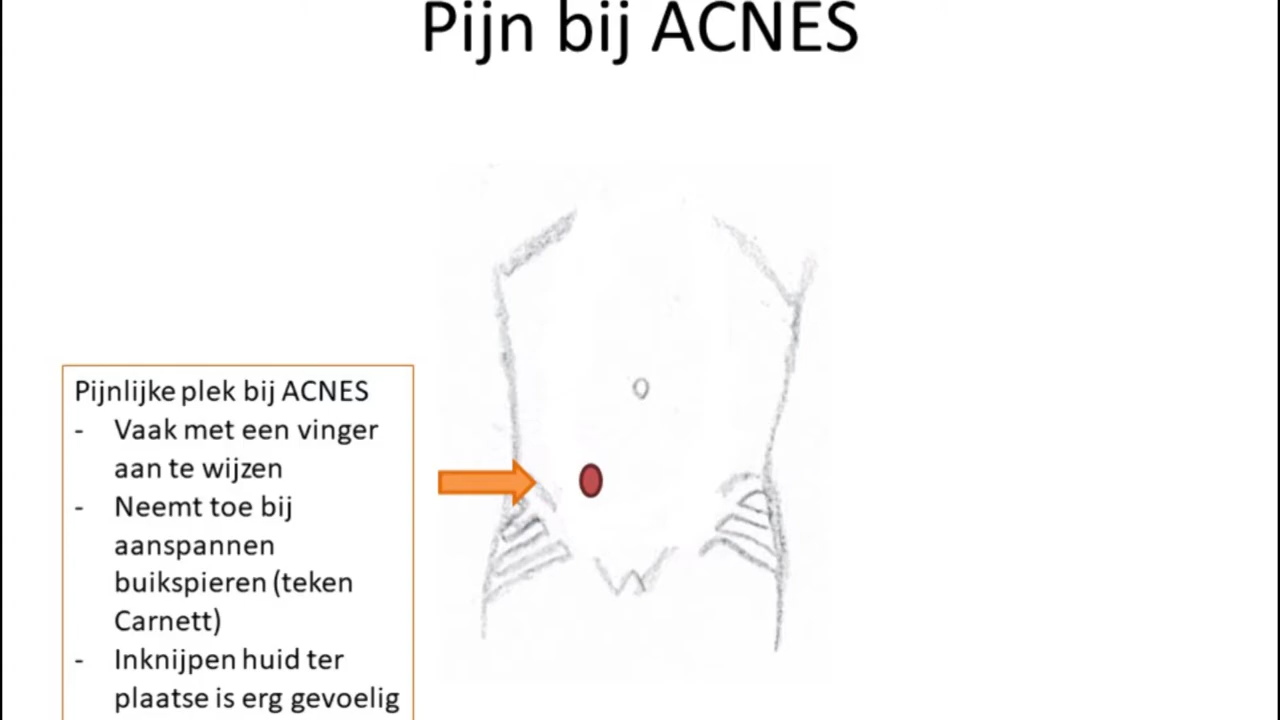 Pijn bij ACNES
Pijnlijke plek bij ACNES
- Vaak met een vinger
aan te wijzen
- Neemt toe bij
aanspannen
buikspieren (teken
Carnett)
- Inknijpen huid ter
plaatse is erg gevoelig